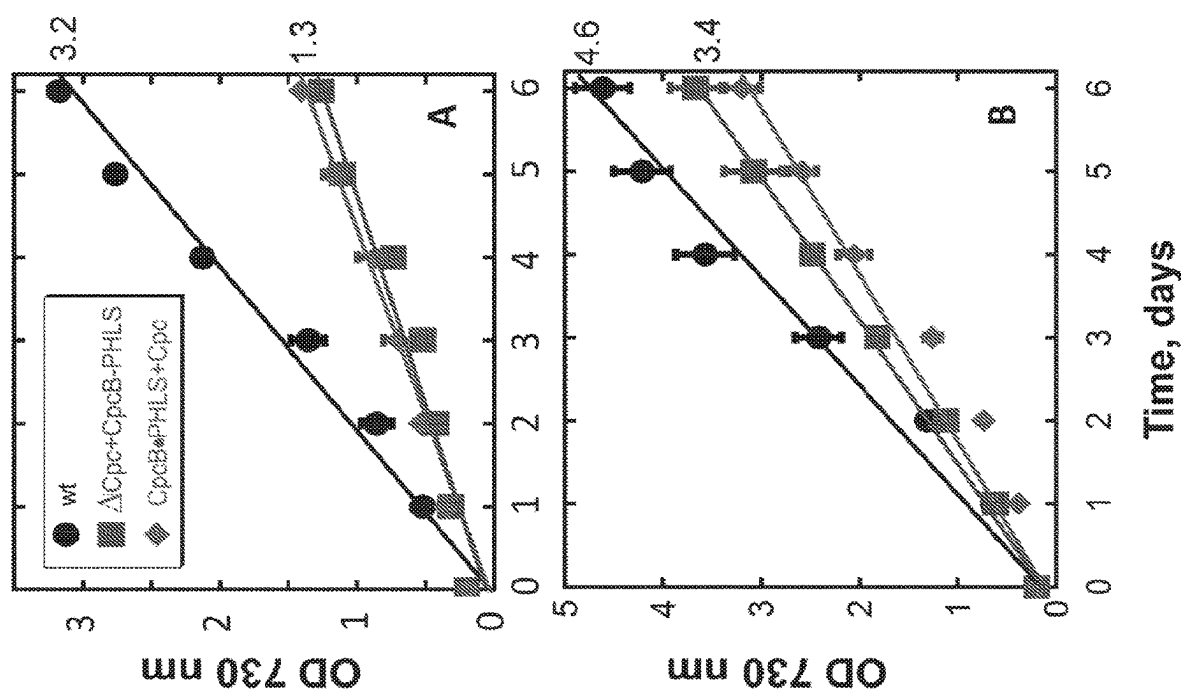 3.2
1.3
wt
ΔCpc+CpcB-PHLS
CpcB*PHLS+Cpc
A
OD 730 nm
3
2
1
0
0 1 2 3 4 5 6
4.6
3.4
B
OD 730 nm
5
4
3
2
1
0
0 1 2 3 4 5 6
Time, days